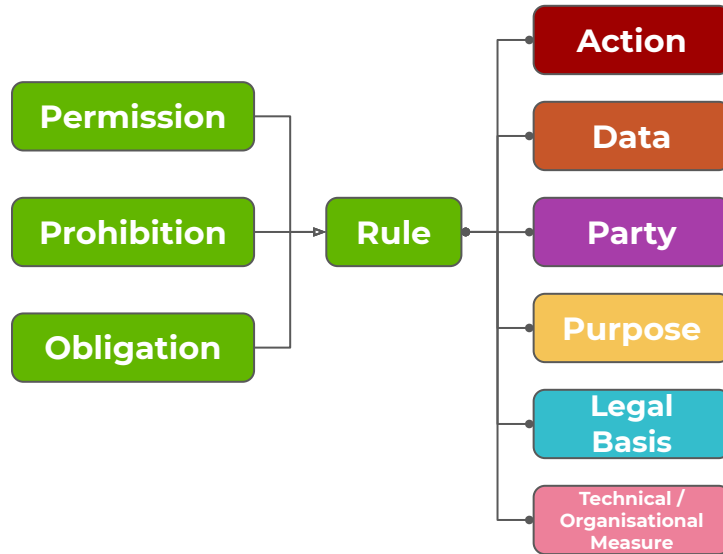 Permission
Prohibition
Obligation
Rule
Action
Data
Party
Purpose
Legal
Basis
Technical /
Organisational
Measure